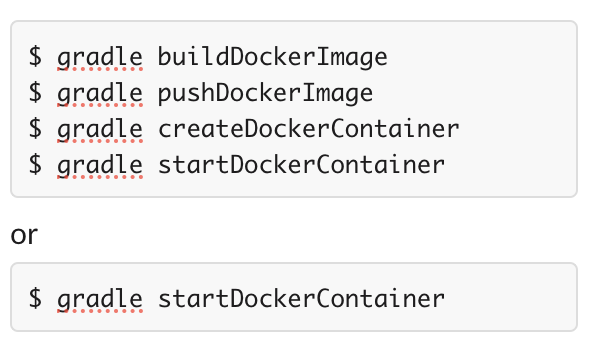 $ gradle buildDockerImage
$ gradle pushDockerImage
$ gradle createDockerContainer
$ gradle startDockerContainer
or
$ gradle startDockerContainer